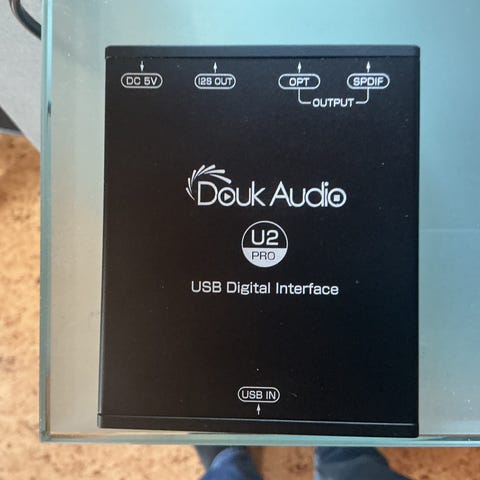 DC 5V I2S OUT OPT SPDIF
OUTPUT
Douk Audio
U2
PRO
USB Digital Interface
USB IN